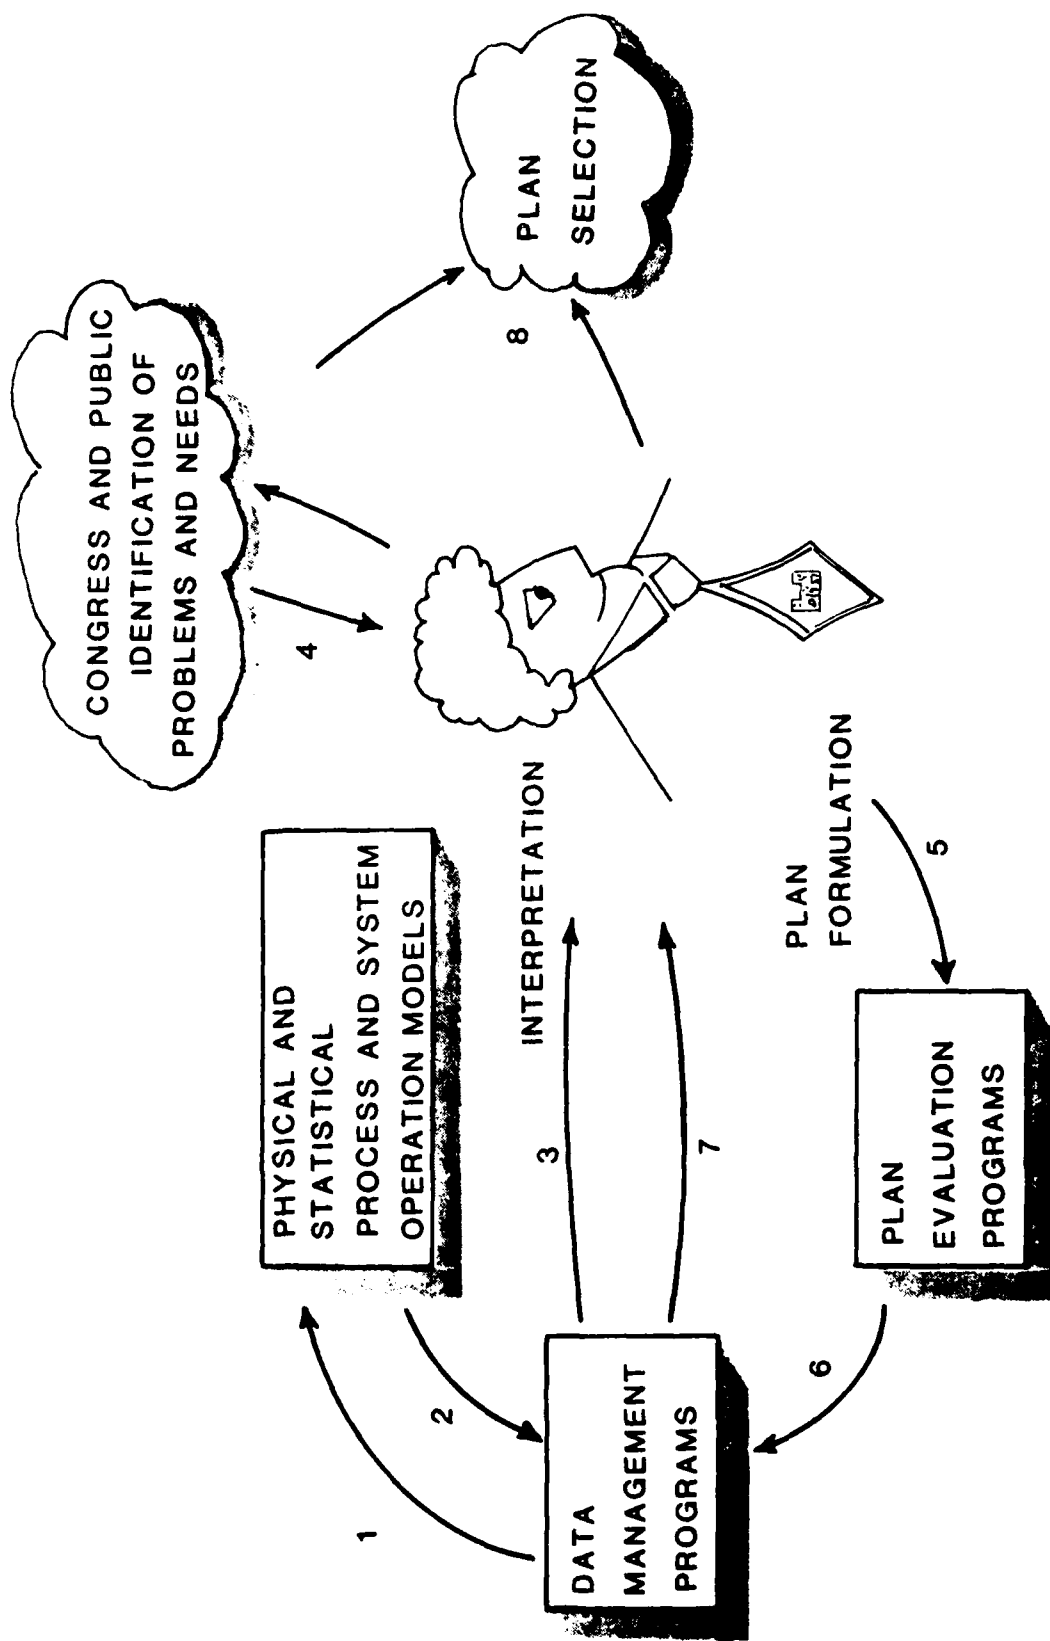 CONGRESS AND PUBLIC
IDENTIFICATION OF
PROBLEMS AND NEEDS
PHYSICAL AND
STATISTICAL
PROCESS AND SYSTEM
OPERATION MODELS
1
2
4
8
PLAN
SELECTION
DATA
MANAGEMENT
PROGRAMS
3
INTERPRETATION
7
6
PLAN
EVALUATION
PROGRAMS
5
PLAN
FORMULATION